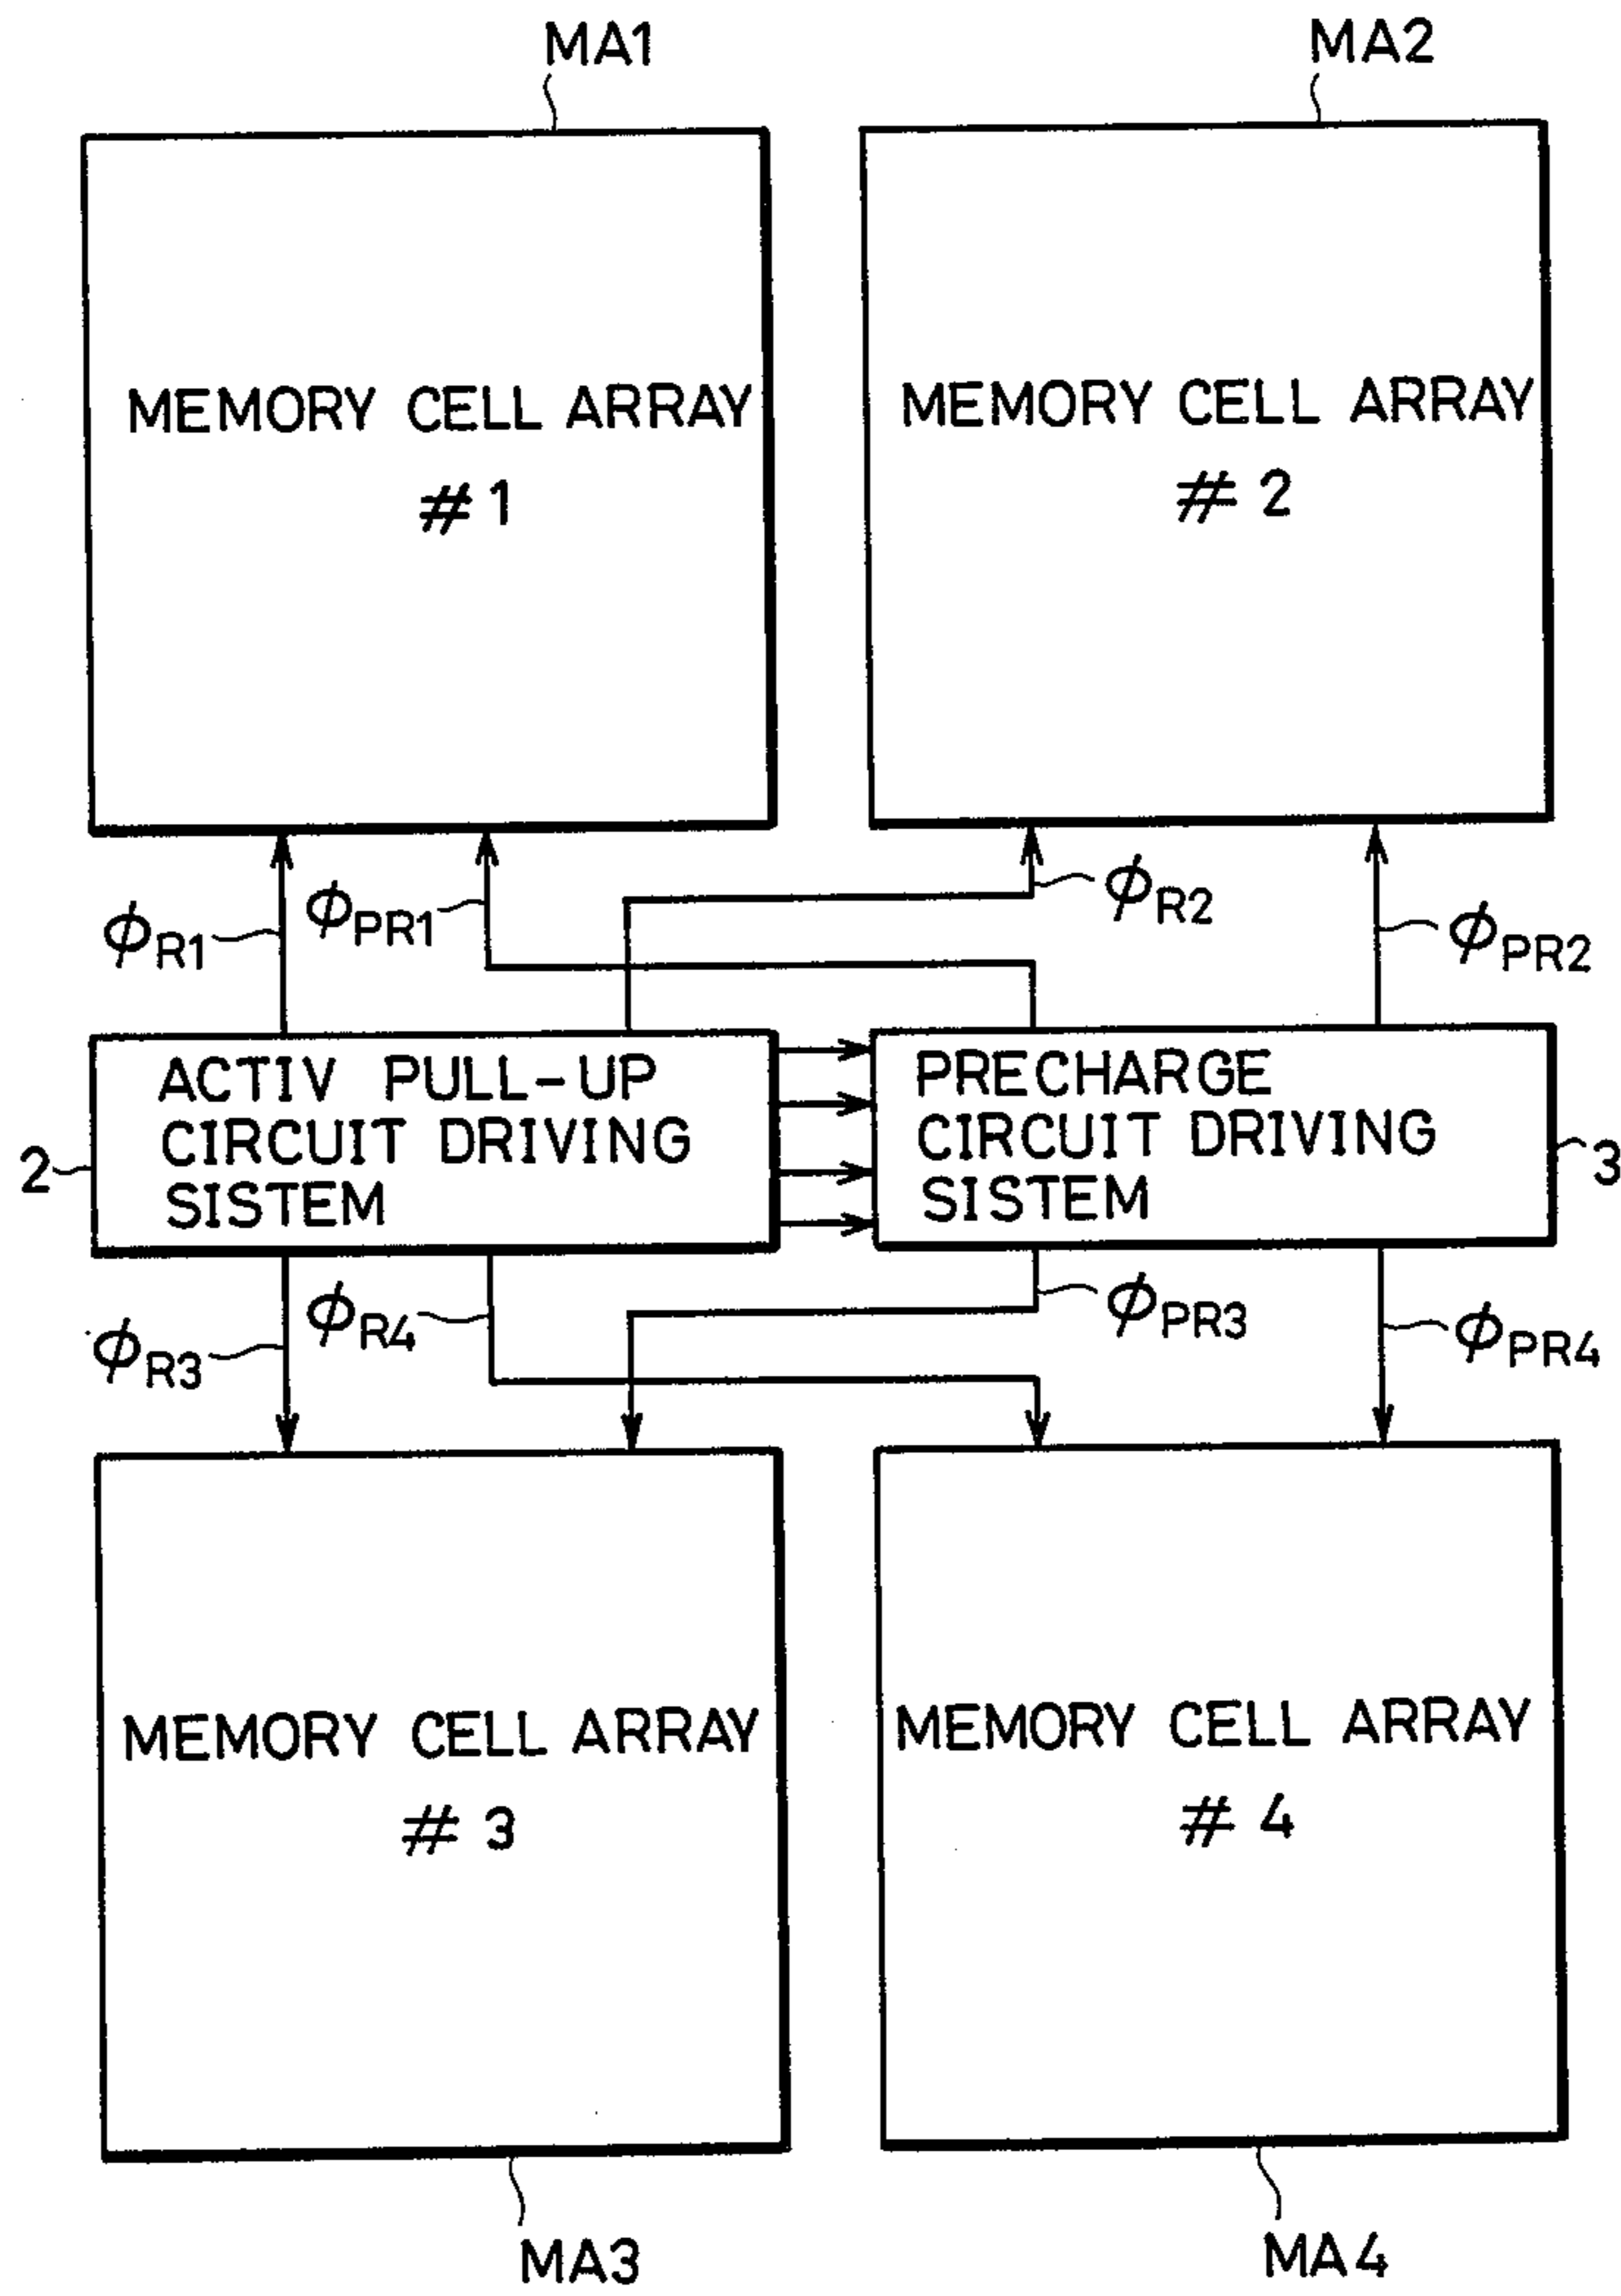 MA1
MA2
MEMORY CELL ARRAY
#1
MEMORY CELL ARRAY
#2
ϕR1
ϕPR1
ϕR2
ϕPR2
2
ACTIV PULL-UP
CIRCUIT DRIVING
SISTEM
PRECHARGE
CIRCUIT DRIVING
SISTEM
3
ϕR3
ϕR4
ϕPR3
ϕPR4
MEMORY CELL ARRAY
#3
MEMORY CELL ARRAY
#4
MA3
MA4